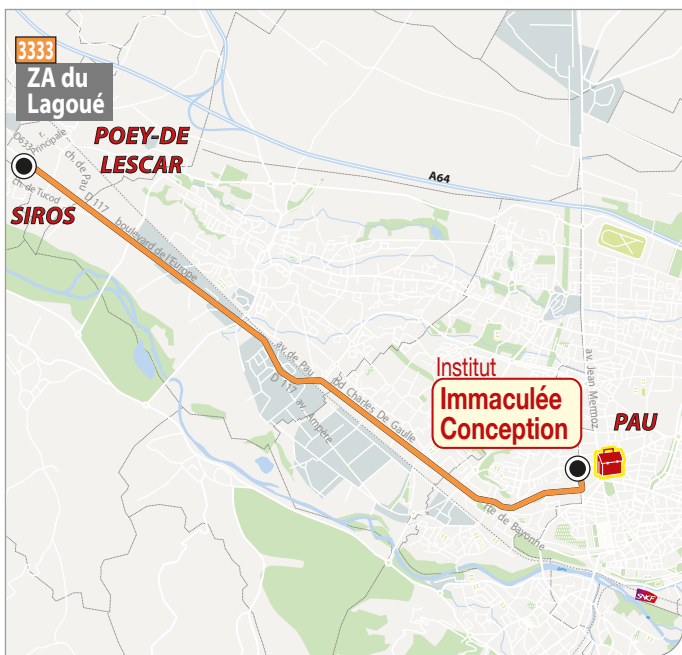 3333
ZA du
Lagoué
POEY-DE
LESCAR
SIROS
D633
r.
Principale
ch. de Pau
ch. de Tucod
D 117
boulevard de l'Europe
A64
av. de Pau
D 117
av. Ampère
bd Charles De Gaulle
av. Jean Mermoz
Institut
Immaculée
Conception
PAU
rte de Bayonne
SNCF